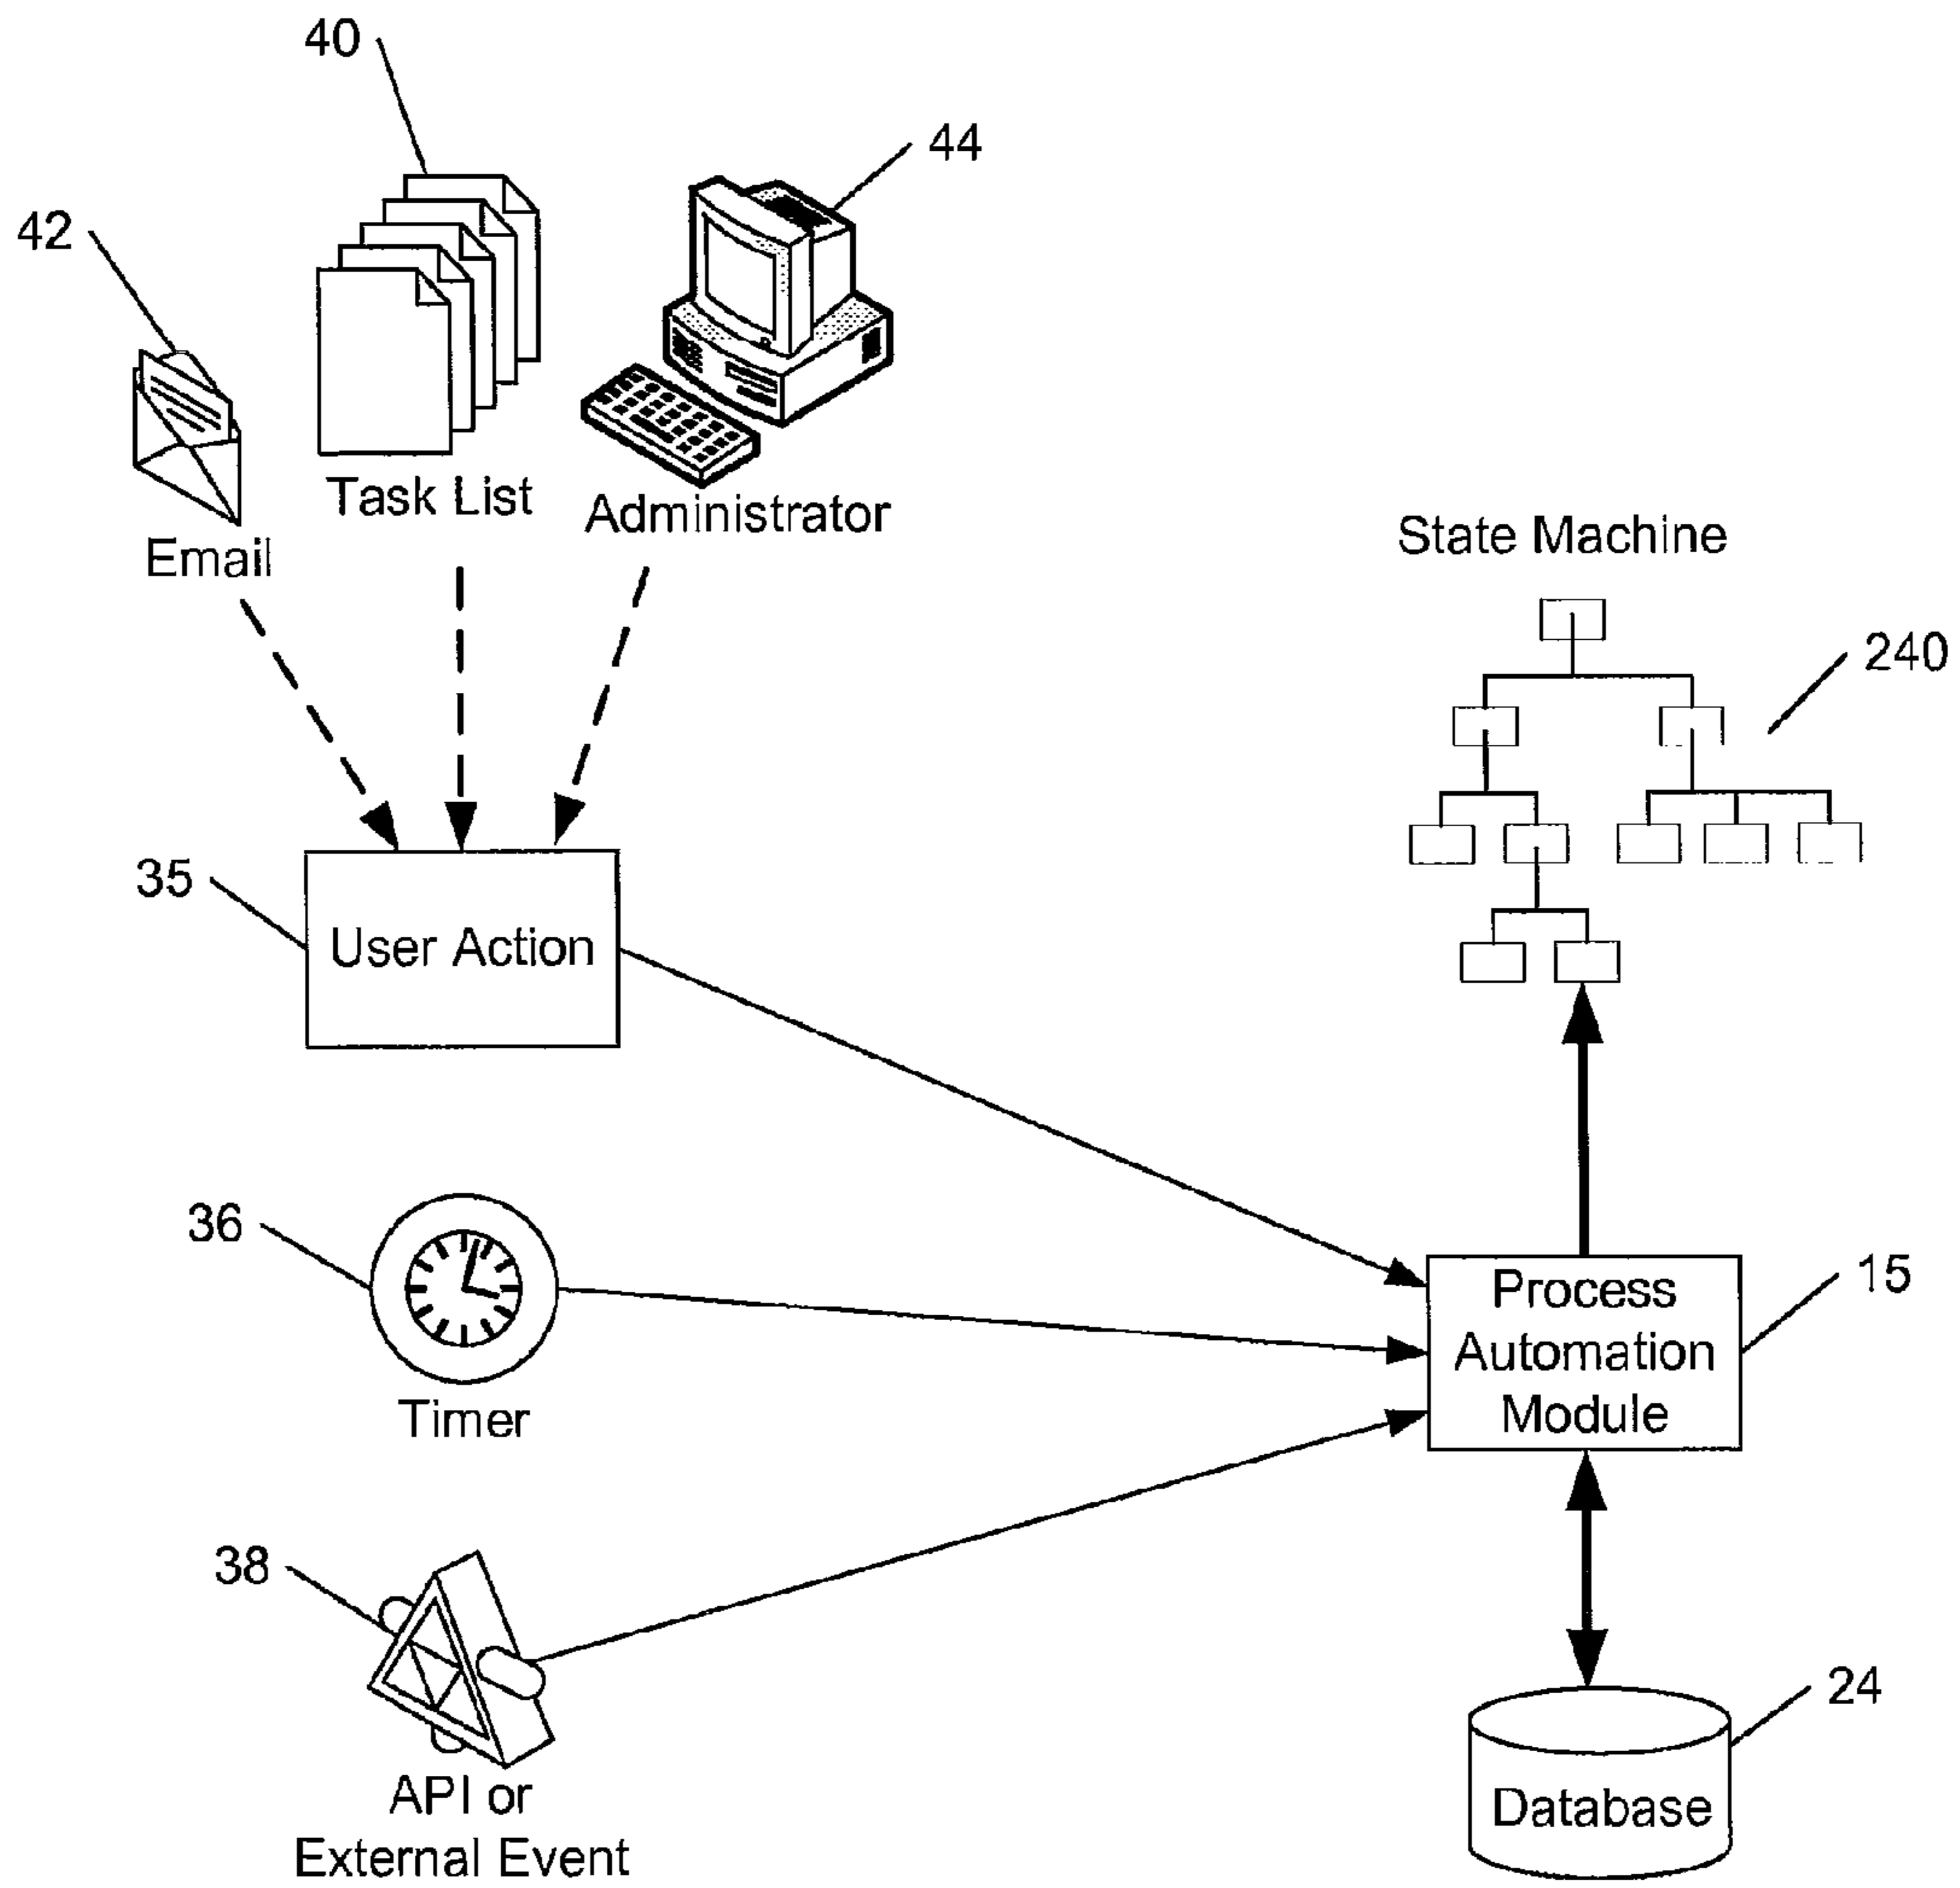 40
44
42
Task List
Administrator
Email
State Machine
240
35
User Action
36
15
Process
Automation
Module
Timer
38
24
API or
External Event
Database